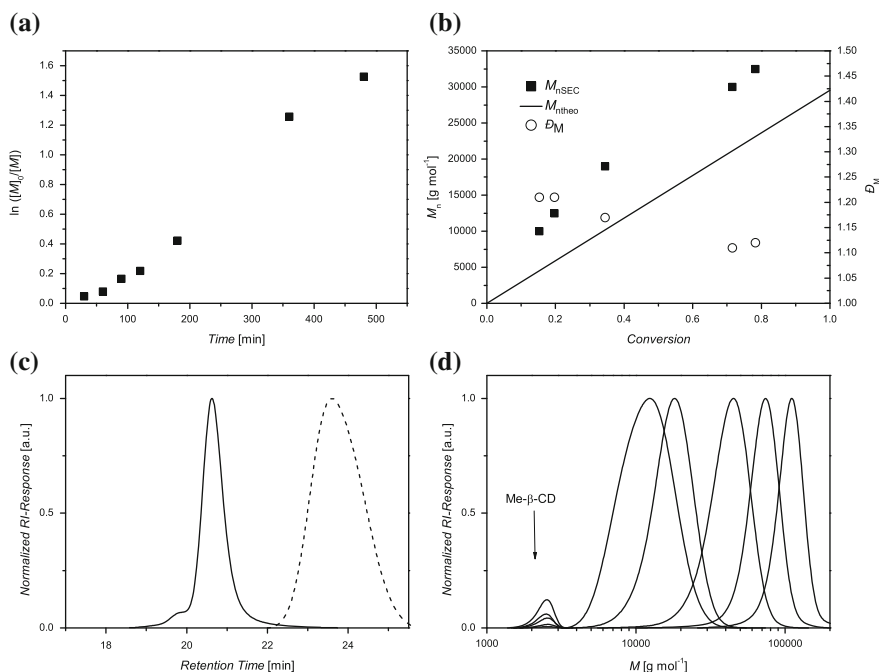 (a)
1.6
1.4
1.2
1.0
0.8
0.6
0.4
0.2
0.0
ln ([M]0/[M])
0 100 200 300 400 500
Time [min]
(b)
35000
30000
25000
20000
15000
10000
5000
0
Mn [g mol-1]
MnSEC
Mntheo
ĐM
1.50
1.45
1.40
1.35
1.30
1.25
1.20
1.15
1.10
1.05
1.00
ĐM
0.0 0.2 0.4 0.6 0.8 1.0
Conversion
(c)
1.0
0.5
0.0
Normalized RI-Response [a.u.]
18 20 22 24
Retention Time [min]
(d)
1.0
0.5
0.0
Normalized RI-Response [a.u.]
Me-β-CD
1000 10000 100000
M [g mol-1]